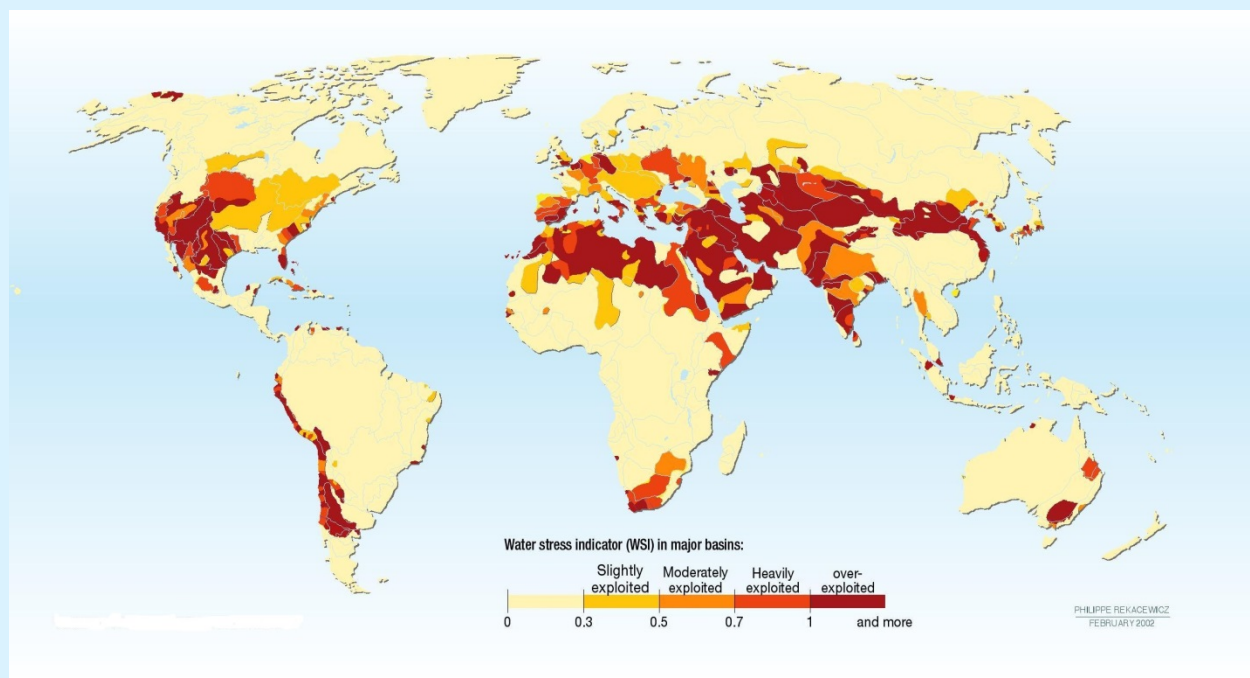 Water stress indicator (WSI) in major basins:
Slightly exploited
Moderately exploited
Heavily exploited
over-exploited
0 0.3 0.5 0.7 1 and more
PHILIPPE REKACEWICZ
FEBRUARY 2002